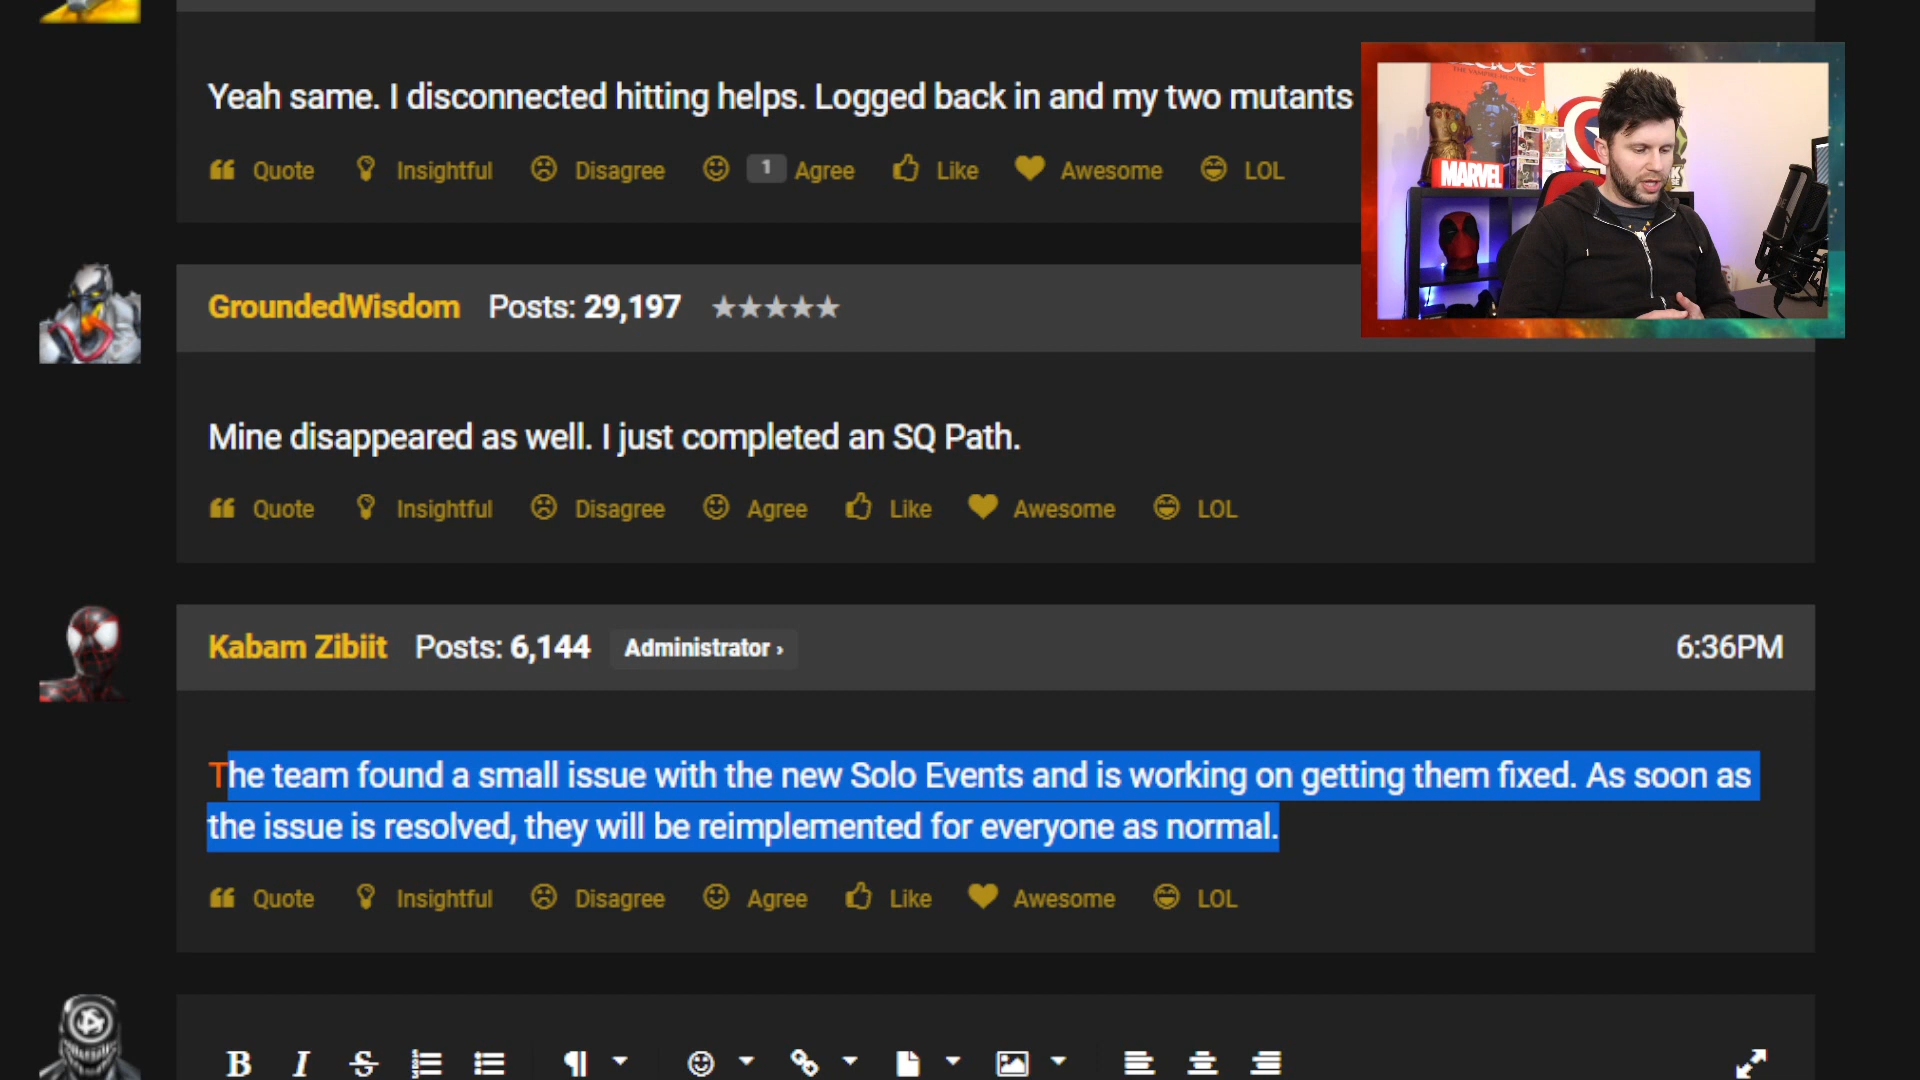 Yeah same. I disconnected hitting helps. Logged back in and my two mutants
Quote Insightful Disagree 1 Agree Like Awesome LOL
THE VAMPIRE HUNTER
MARVEL
GroundedWisdom Posts: 29,197 ★★★★★
Mine disappeared as well. I just completed an SQ Path.
Quote Insightful Disagree Agree Like Awesome LOL
Kabam Zibiit Posts: 6,144 Administrator › 6:36PM
The team found a small issue with the new Solo Events and is working on getting them fixed. As soon as
the issue is resolved, they will be reimplemented for everyone as normal.
Quote Insightful Disagree Agree Like Awesome LOL
B I S